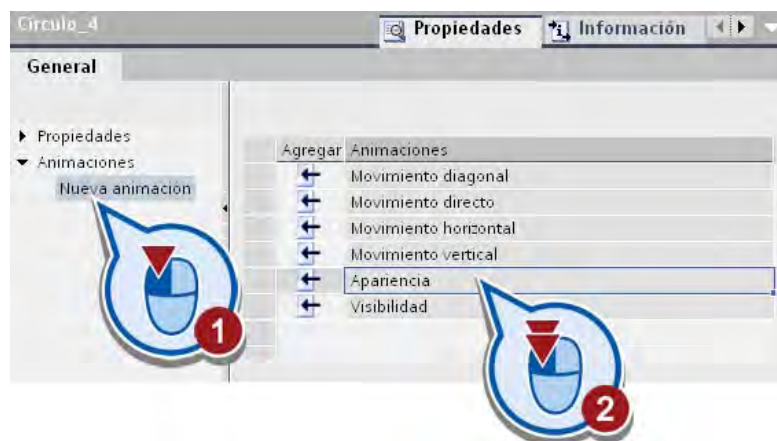 Círculo_4
Propiedades Información
General
Propiedades
Animaciones
Nueva animación
Agregar Animaciones
Movimiento diagonal
Movimiento directo
Movimiento horizontal
Movimiento vertical
Apariencia
Visibilidad
1
2